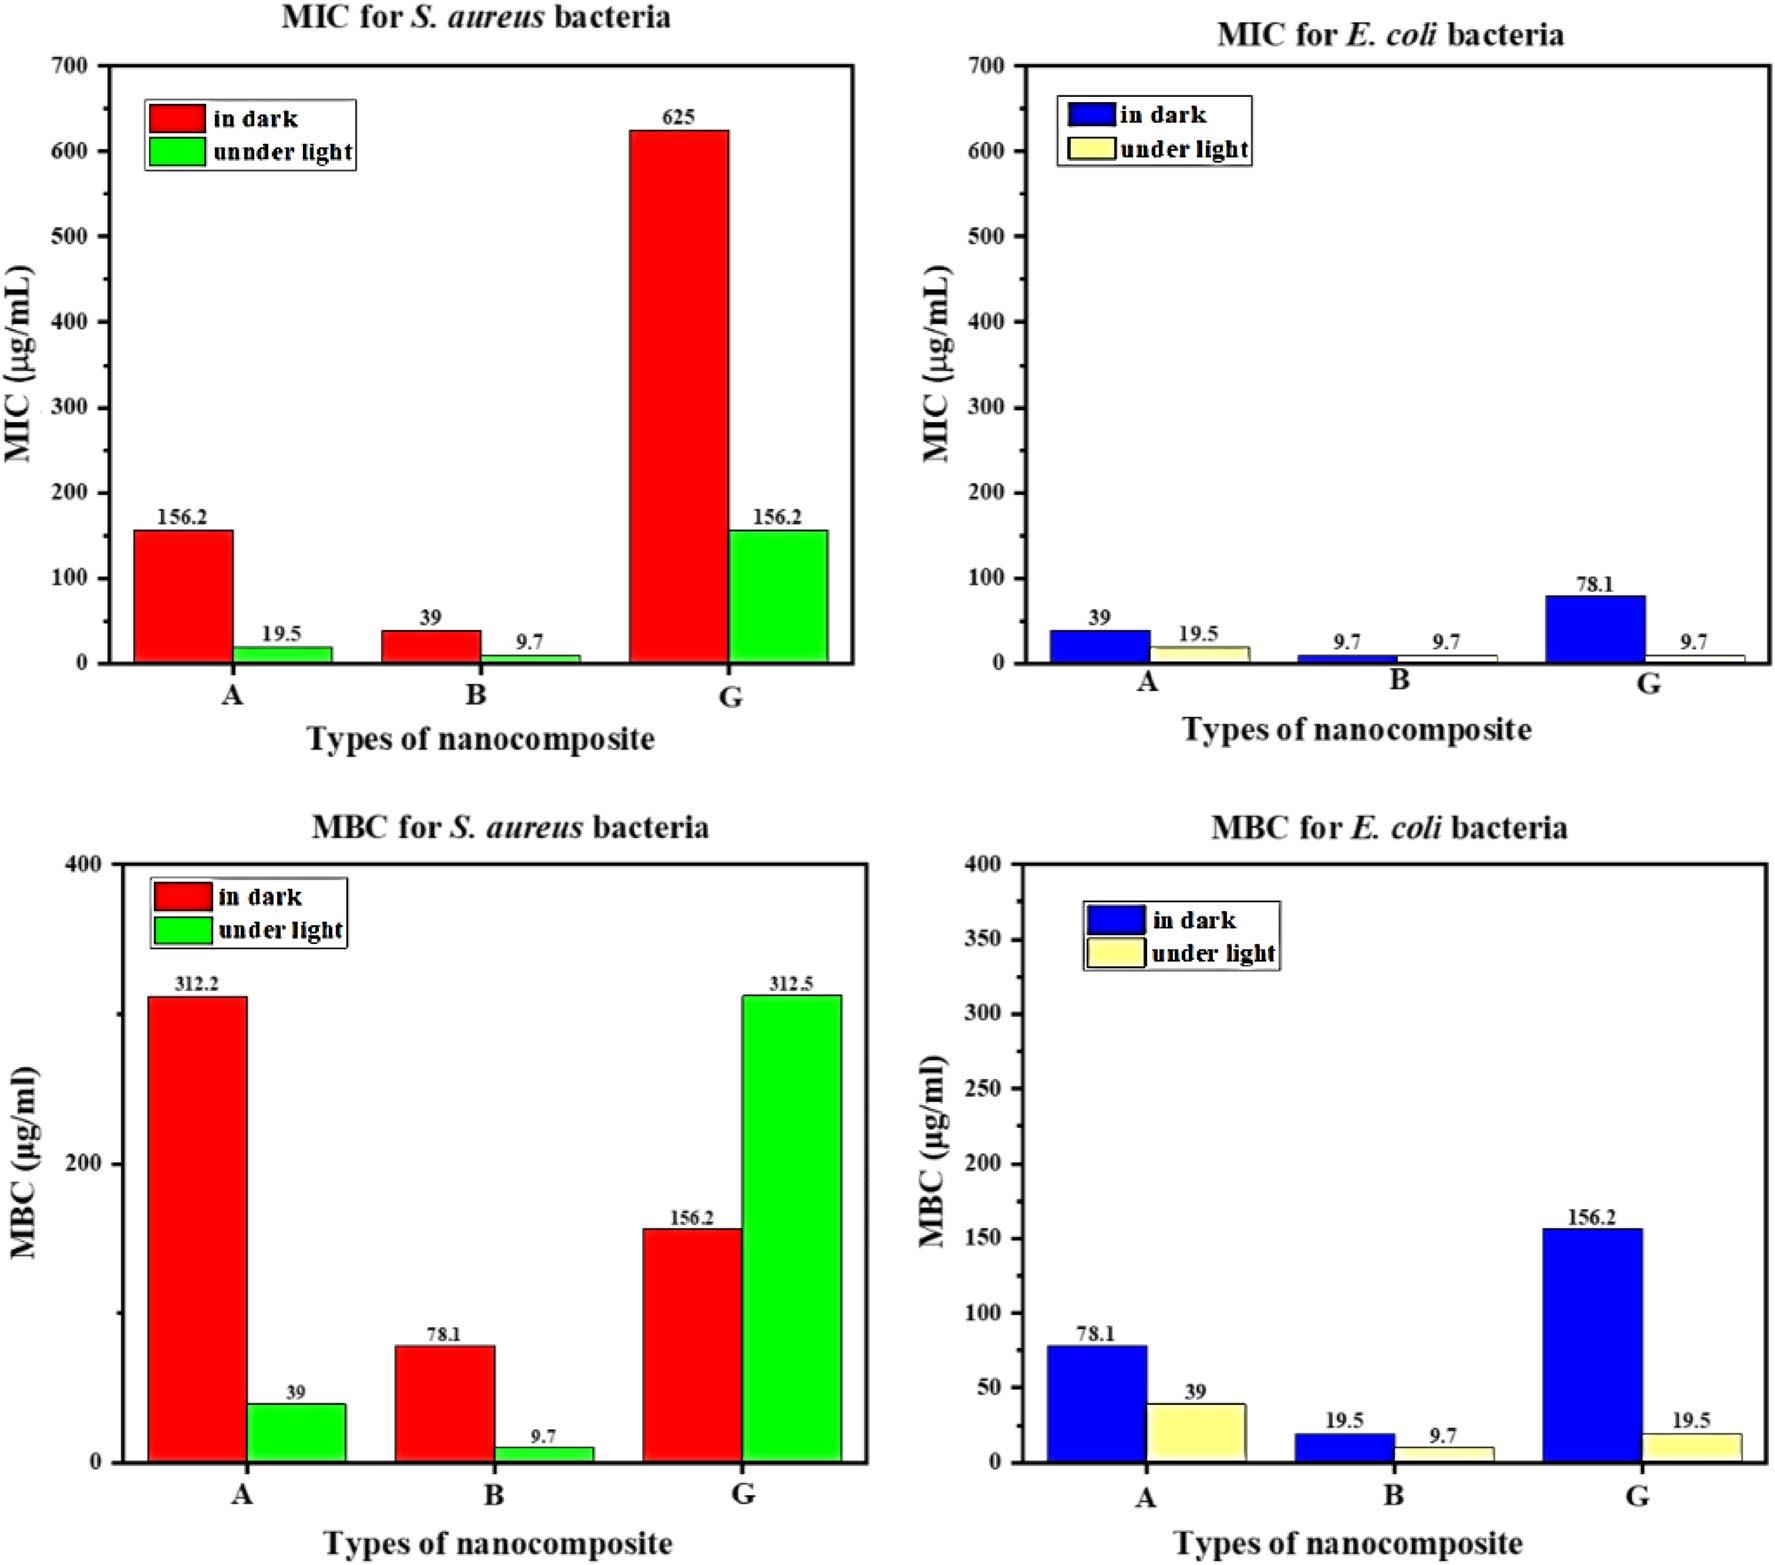 MIC for S. aureus bacteria
700
600
500
400
300
200
100
0
MIC (µg/mL)
in dark
unnder light
156.2
19.5
39
9.7
625
156.2
A
B
G
Types of nanocomposite
MIC for E. coli bacteria
700
600
500
400
300
200
100
0
MIC (µg/mL)
in dark
under light
39
19.5
9.7
9.7
78.1
9.7
A
B
G
Types of nanocomposite
MBC for S. aureus bacteria
400
200
0
MBC (µg/ml)
in dark
under light
312.2
39
78.1
9.7
156.2
312.5
A
B
G
Types of nanocomposite
MBC for E. coli bacteria
400
350
300
250
200
150
100
50
0
MBC (µg/ml)
in dark
under light
78.1
39
19.5
9.7
156.2
19.5
A
B
G
Types of nanocomposite